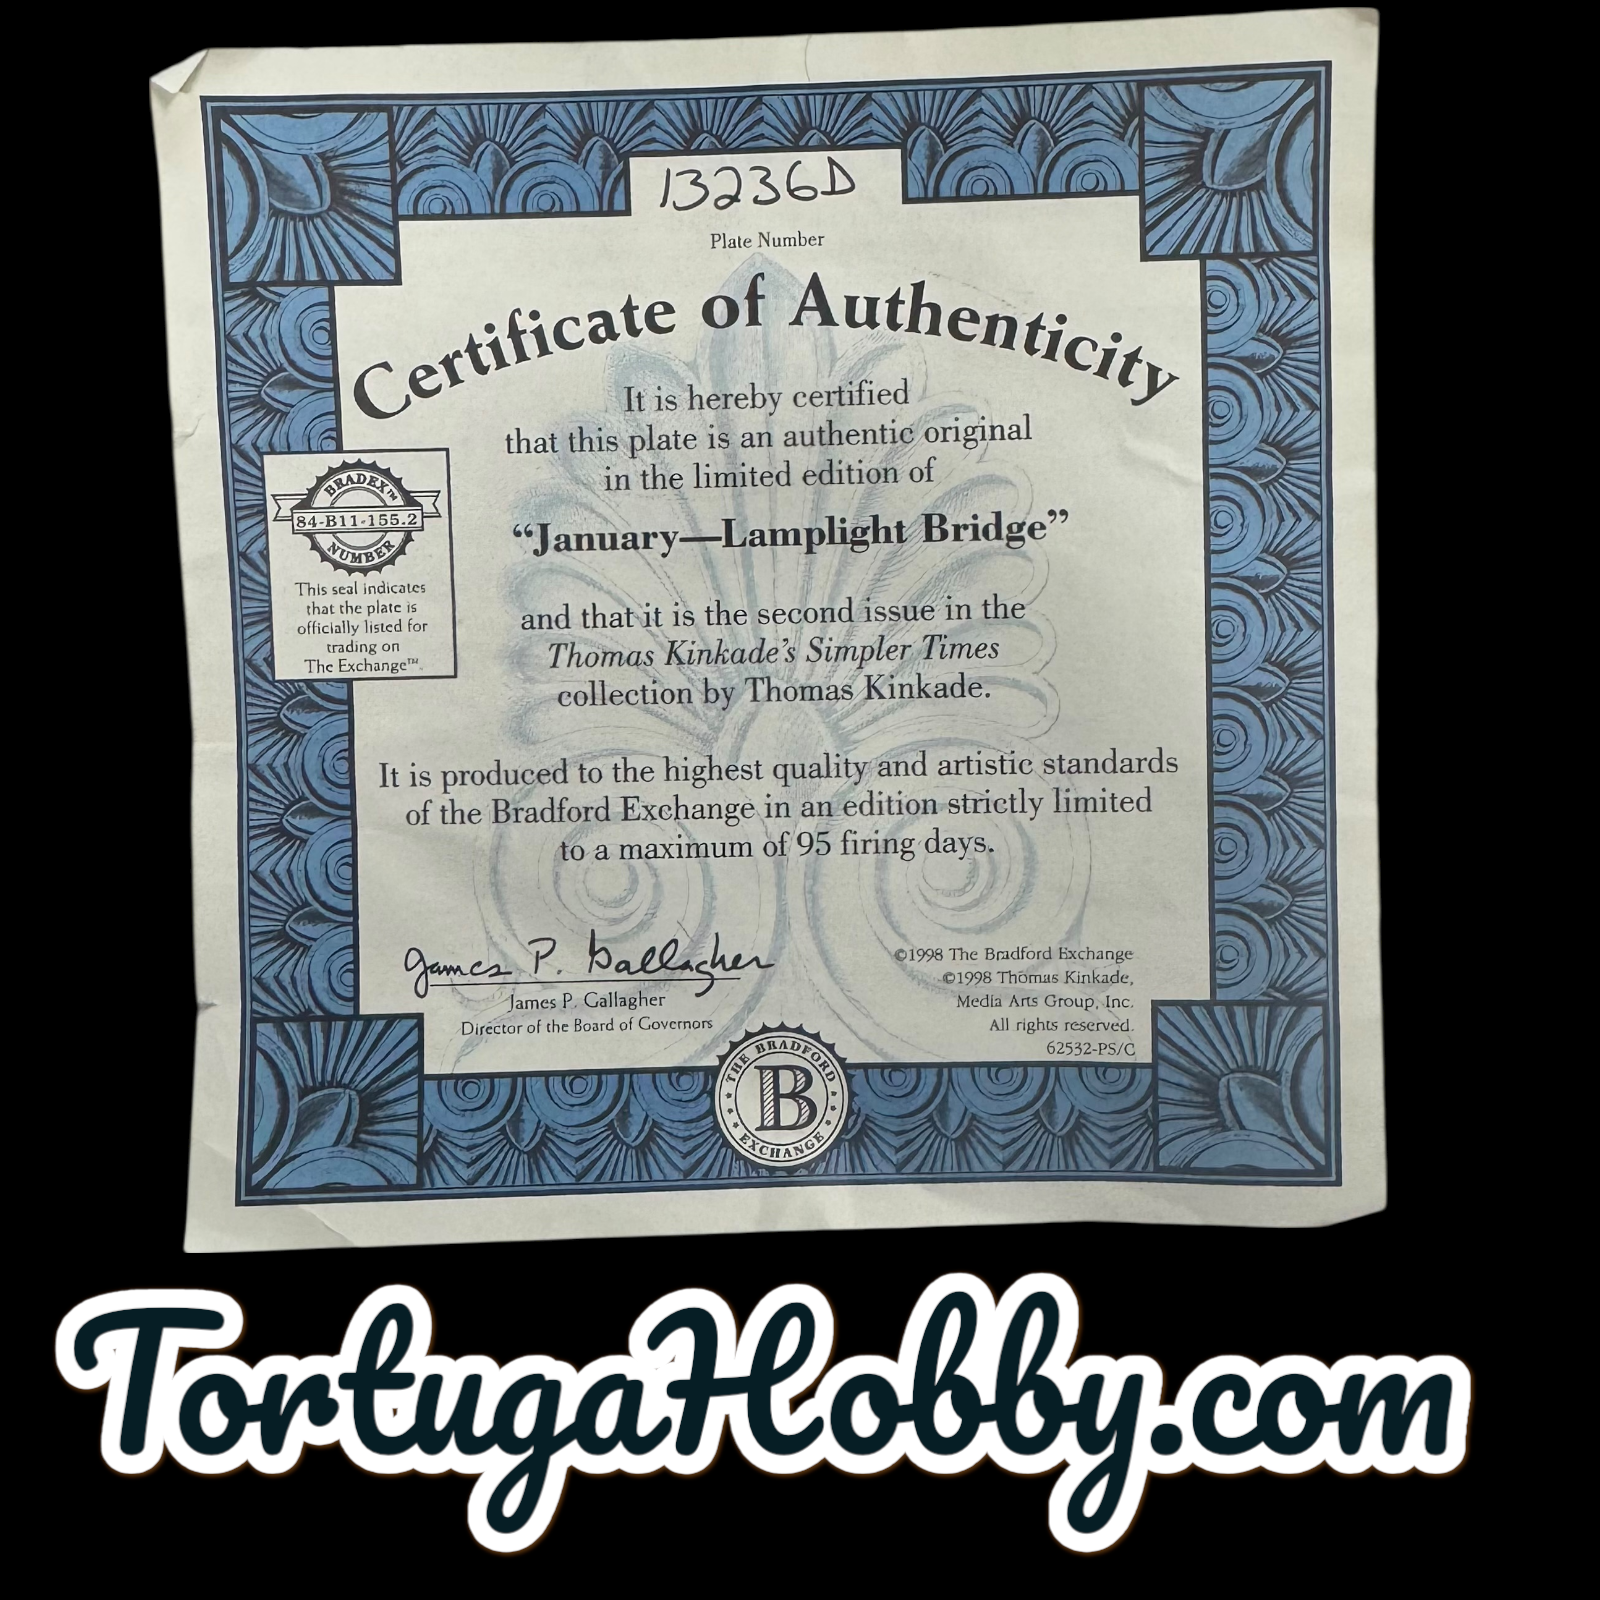 13236D
Plate Number
Certificate of Authenticity
It is hereby certified
that this plate is an authentic original
in the limited edition of
“January—Lamplight Bridge”
and that it is the second issue in the
Thomas Kinkade’s Simpler Times
collection by Thomas Kinkade.
It is produced to the highest quality and artistic standards
of the Bradford Exchange in an edition strictly limited
to a maximum of 95 firing days.
BRADEX™
84-B11-155.2
NUMBER
This seal indicates
that the plate is
officially listed for
trading on
The Exchange™.
James P. Gallagher
James P. Gallagher
Director of the Board of Governors
©1998 The Bradford Exchange
©1998 Thomas Kinkade,
Media Arts Group, Inc.
All rights reserved.
62532-PS/C
THE BRADFORD
B
EXCHANGE
TortugaHobby.com